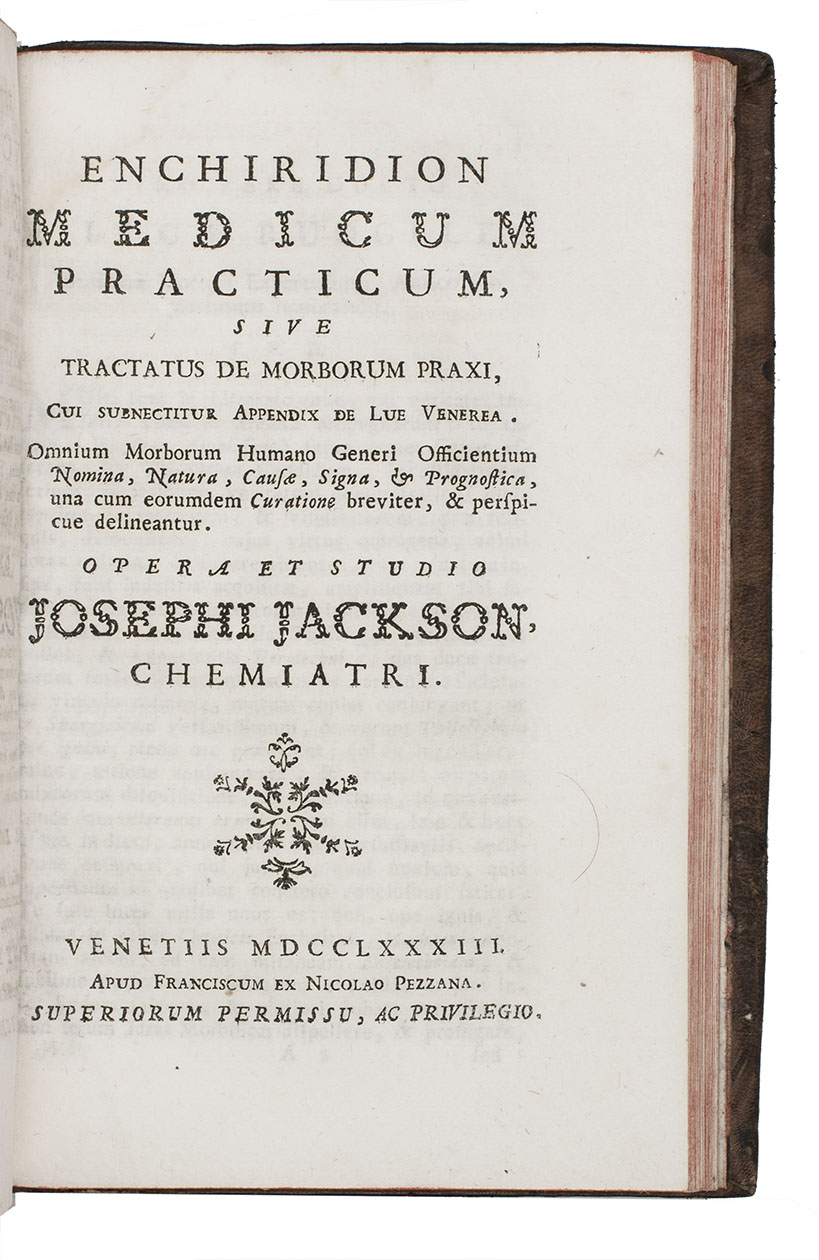 ENCHIRIDION
MEDICUM
PRACTICUM,
SIVE
TRACTATUS DE MORBORUM PRAXI,
CUI SUBNECTITUR APPENDIX DE LUE VENEREA.
Omnium Morborum Humano Generi Officientium
Nomina, Natura, Cauſæ, Signa, & Prognoſtica,
una cum eorumdem Curatione breviter, & perſpi-
cue delineantur.
OPERA ET STUDIO
JOSEPHI JACKSON,
CHEMIATRI.
VENETIIS MDCCLXXXIII.
APUD FRANCISCUM EX NICOLAO PEZZANA.
SUPERIORUM PERMISSU, AC PRIVILEGIO.